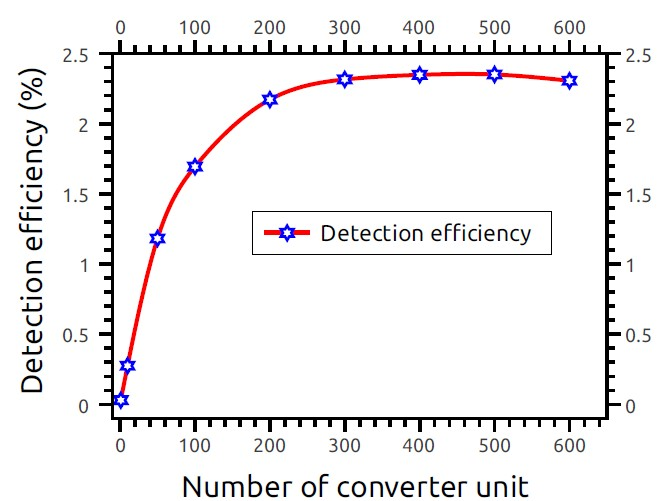 0 100 200 300 400 500 600
2.5 2.5
2 2
1.5 1.5
1 1
0.5 0.5
0 0
Detection efficiency (%)
Detection efficiency
0 100 200 300 400 500 600
Number of converter unit